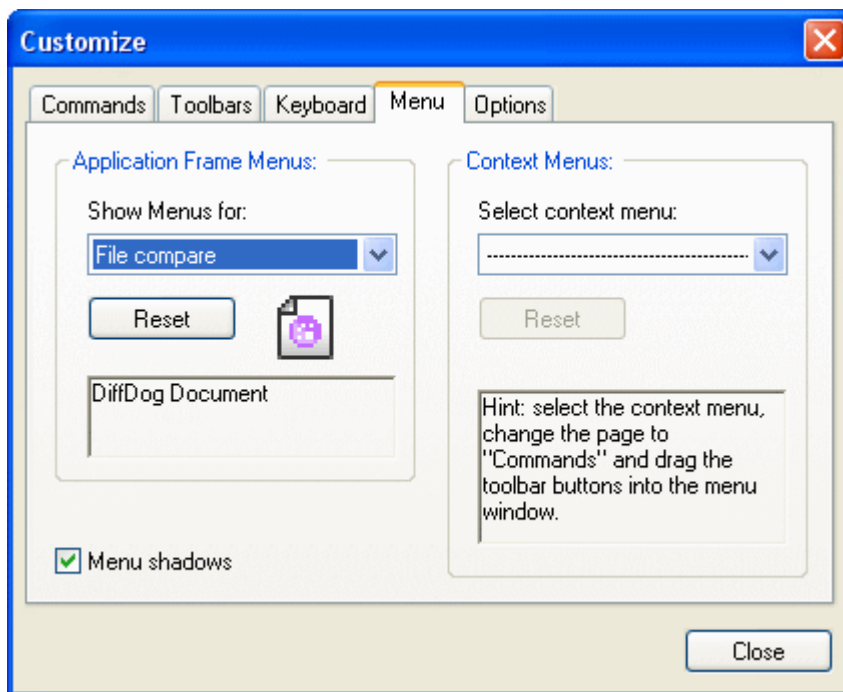 Customize
Commands Toolbars Keyboard Menu Options
Application Frame Menus:
Show Menus for:
File compare
Reset
DiffDog Document
Menu shadows
Context Menus:
Select context menu:
Reset
Hint: select the context menu,
change the page to
"Commands" and drag the
toolbar buttons into the menu
window.
Close